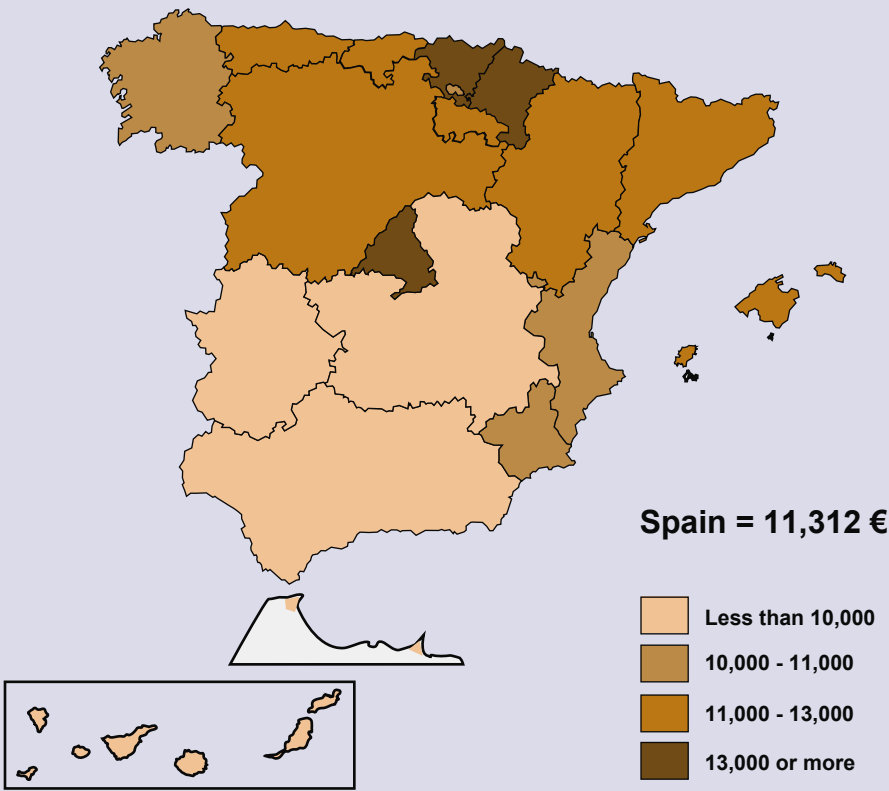 Spain = 11,312 €
Less than 10,000
10,000 - 11,000
11,000 - 13,000
13,000 or more